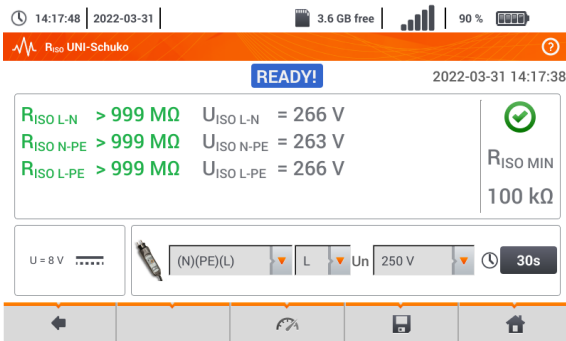 14:17:48 2022-03-31 3.6 GB free 90 %
RISO UNI-Schuko ?
READY! 2022-03-31 14:17:38
RISO L-N > 999 MΩ UISO L-N = 266 V
RISO N-PE > 999 MΩ UISO N-PE = 263 V
RISO L-PE > 999 MΩ UISO L-PE = 266 V
RISO MIN
100 kΩ
U = 8 V (N)(PE)(L) L Un 250 V 30s